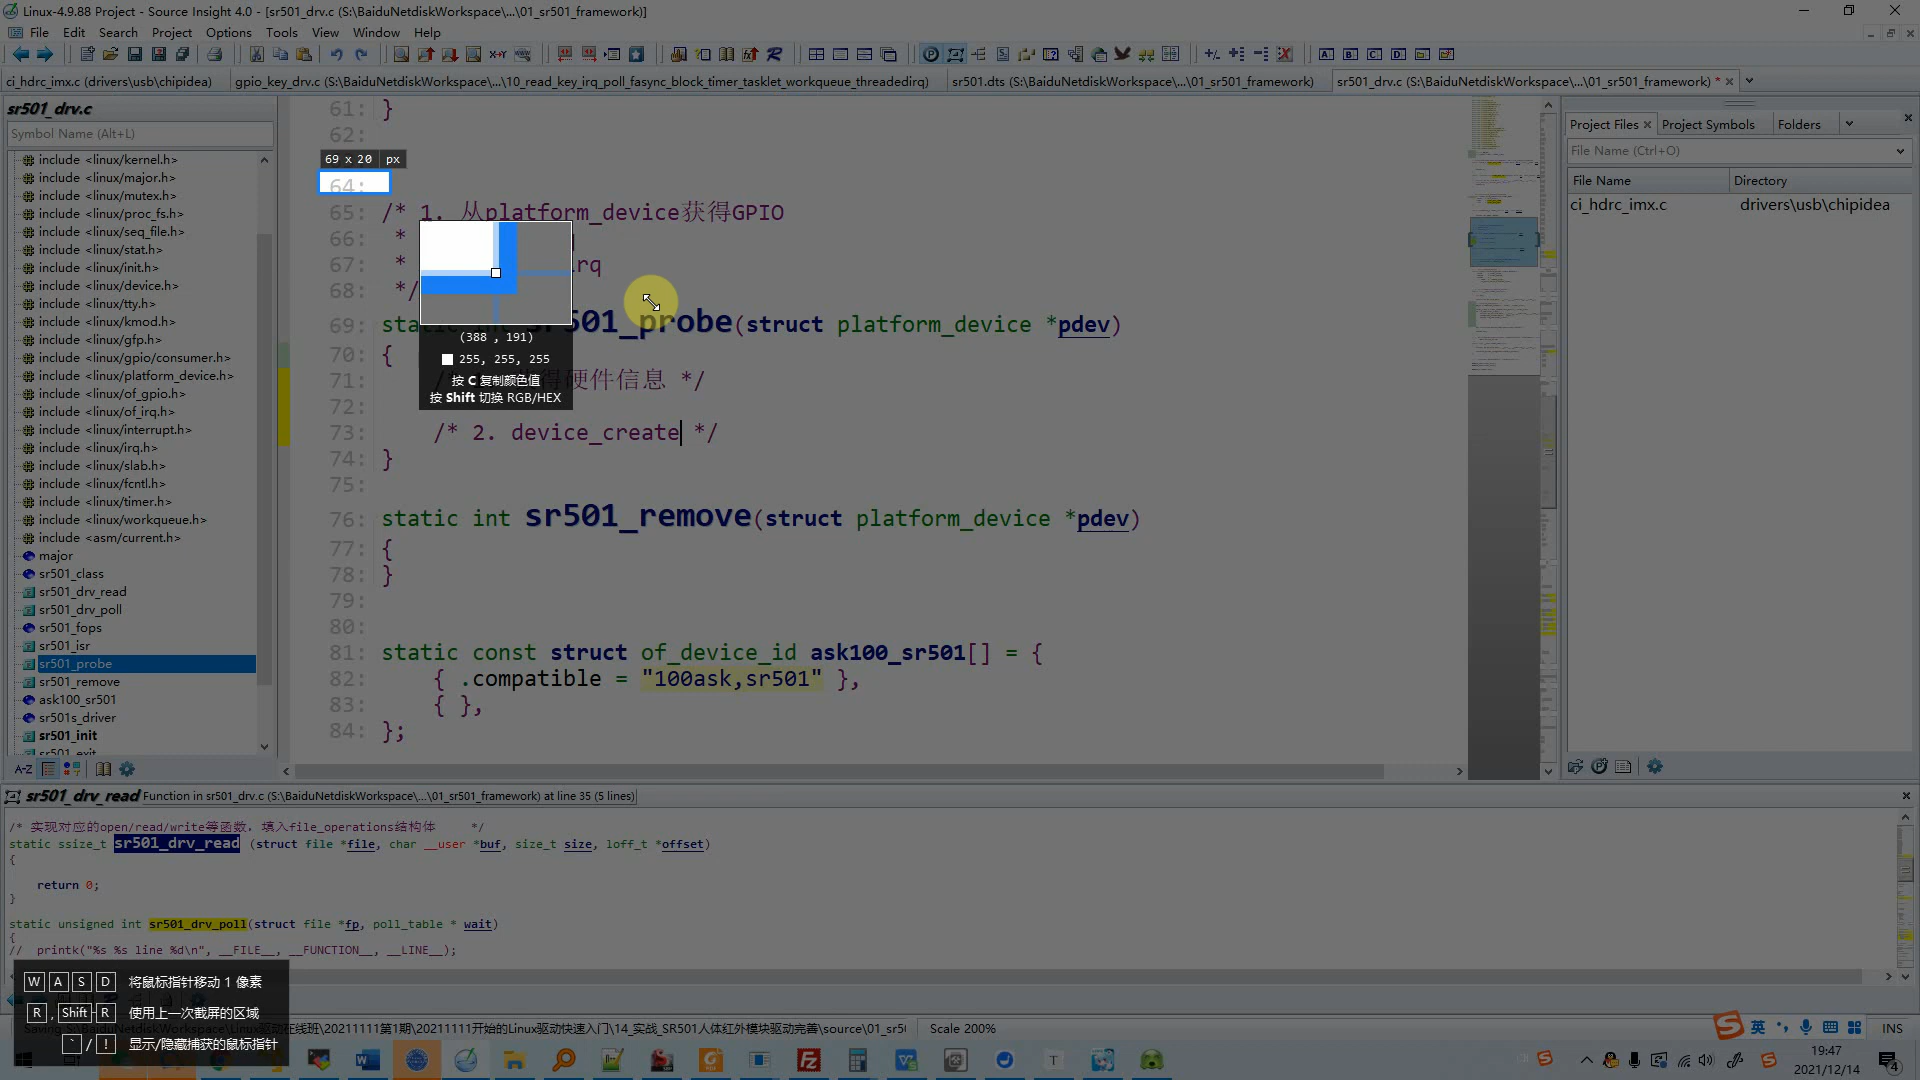 Linux-4.9.88 Project - Source Insight 4.0 - [sr501_drv.c (S:\BaiduNetdiskWorkspace\...\01_sr501_framework)]
File Edit Search Project Options Tools View Window Help
ci_hdrc_imx.c (drivers\usb\chipidea)
gpio_key_drv.c (S:\BaiduNetdiskWorkspace\...\10_read_key_irq_poll_fasync_block_timer_tasklet_workqueue_threadedirq)
sr501.dts (S:\BaiduNetdiskWorkspace\...\01_sr501_framework)
sr501_drv.c (S:\BaiduNetdiskWorkspace\...\01_sr501_framework) *
sr501_drv.c
Symbol Name (Alt+L)
include <linux/kernel.h>
include <linux/major.h>
include <linux/mutex.h>
include <linux/proc_fs.h>
include <linux/seq_file.h>
include <linux/stat.h>
include <linux/init.h>
include <linux/device.h>
include <linux/tty.h>
include <linux/kmod.h>
include <linux/gfp.h>
include <linux/gpio/consumer.h>
include <linux/platform_device.h>
include <linux/of_gpio.h>
include <linux/of_irq.h>
include <linux/interrupt.h>
include <linux/irq.h>
include <linux/slab.h>
include <linux/fcntl.h>
include <linux/timer.h>
include <linux/workqueue.h>
include <asm/current.h>
major
sr501_class
sr501_drv_read
sr501_drv_poll
sr501_fops
sr501_isr
sr501_probe
sr501_remove
ask100_sr501
sr501s_driver
sr501_init
sr501_exit
61: }
62:
69 x 20 px
64:
65: /* 1. 从platform_device获得GPIO
66: *
67: * irq
68: */
69: static int sr501_probe(struct platform_device *pdev)
70: {
71: /* 得硬件信息 */
72:
73: /* 2. device_create */
74: }
75:
76: static int sr501_remove(struct platform_device *pdev)
77: {
78: }
79:
80:
81: static const struct of_device_id ask100_sr501[] = {
82: { .compatible = "100ask,sr501" },
83: { },
84: };
(388 , 191)
255, 255, 255
按 C 复制颜色值
按 Shift 切换 RGB/HEX
Project Files Project Symbols Folders
File Name (Ctrl+O)
File Name Directory
ci_hdrc_imx.c drivers\usb\chipidea
A-Z
sr501_drv_read Function in sr501_drv.c (S:\BaiduNetdiskWorkspace\...\01_sr501_framework) at line 35 (5 lines)
/* 实现对应的open/read/write等函数，填入file_operations结构体 */
static ssize_t sr501_drv_read (struct file *file, char __user *buf, size_t size, loff_t *offset)
{
return 0;
}
static unsigned int sr501_drv_poll(struct file *fp, poll_table * wait)
{
// printk("%s %s line %d\n", __FILE__, __FUNCTION__, __LINE__);
W A S D 将鼠标指针移动 1 像素
R , Shift R 使用上一次截屏的区域
` / ! 显示/隐藏捕获的鼠标指针
Saving S:\BaiduNetdiskWorkspace\Linux驱动在线班\20211111第1期\20211111开始的Linux驱动快速入门\14_实战_SR501人体红外模块驱动完善\source\01_sr50
Scale 200%
英
INS
19:47
2021/12/14
4